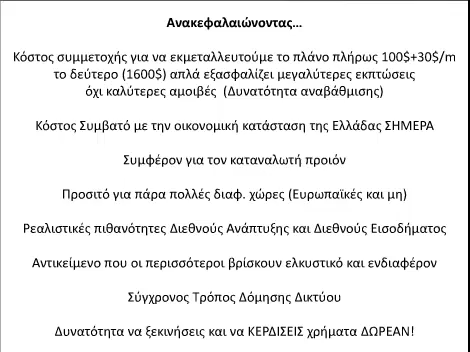 Ανακεφαλαιώνοντας…
Κόστος συμμετοχής για να εκμεταλλευτούμε το πλάνο πλήρως 100$+30$/m
το δεύτερο (1600$) απλά εξασφαλίζει μεγαλύτερες εκπτώσεις
όχι καλύτερες αμοιβές (Δυνατότητα αναβάθμισης)
Κόστος Συμβατό με την οικονομική κατάσταση της Ελλάδας ΣΗΜΕΡΑ
Συμφέρον για τον καταναλωτή προιόν
Προσιτό για πάρα πολλές διαφ. χώρες (Ευρωπαϊκές και μη)
Ρεαλιστικές πιθανότητες Διεθνούς Ανάπτυξης και Διεθνούς Εισοδήματος
Αντικείμενο που οι περισσότεροι βρίσκουν ελκυστικό και ενδιαφέρον
Σύγχρονος Τρόπος Δόμησης Δικτύου
Δυνατότητα να ξεκινήσεις και να ΚΕΡΔΙΣΕΙΣ χρήματα ΔΩΡΕΑΝ!